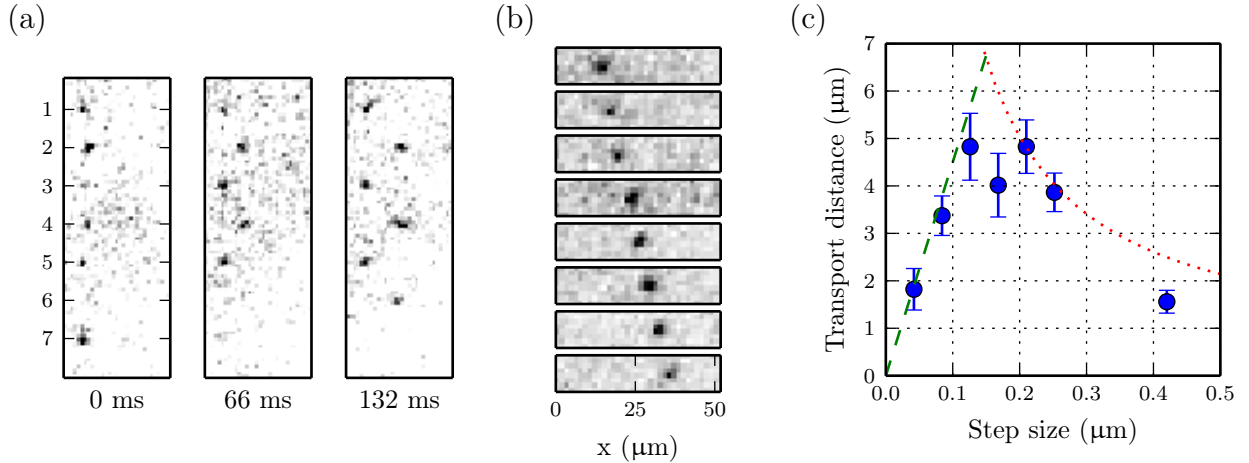 (a)
1
2
3
4
5
6
7
0 ms
66 ms
132 ms
(b)
0
25
50
x (μm)
(c)
Transport distance (μm)
7
6
5
4
3
2
1
0
0.0
0.1
0.2
0.3
0.4
0.5
Step size (μm)